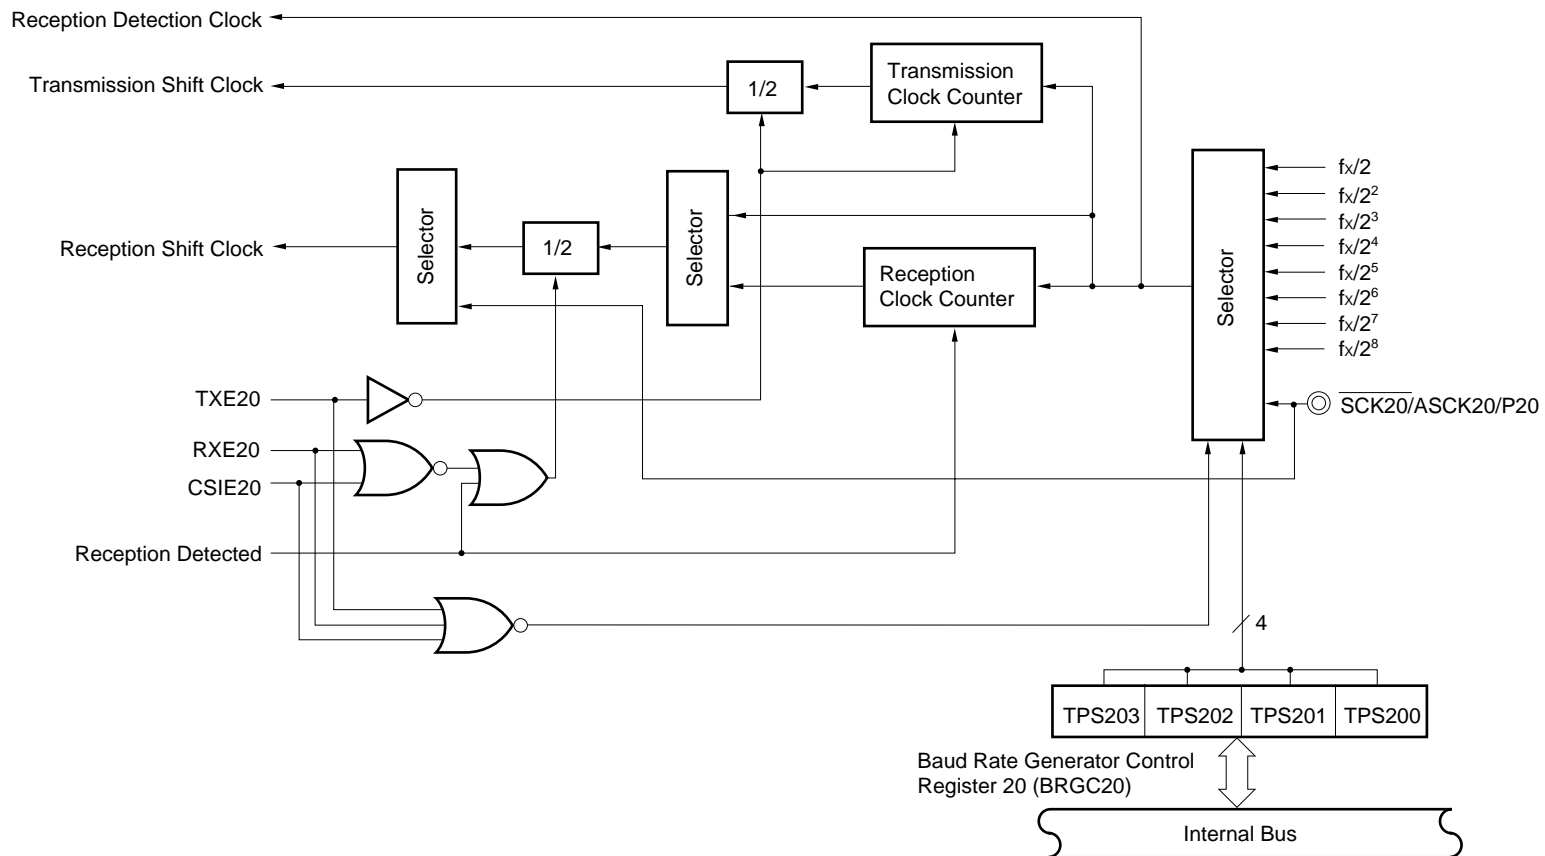 Reception Detection Clock
Transmission Shift Clock
1/2
Transmission
Clock Counter
Reception Shift Clock
Selector
1/2
Selector
Reception
Clock Counter
Selector
fX/2
fX/2²
fX/2³
fX/2⁴
fX/2⁵
fX/2⁶
fX/2⁷
fX/2⁸
SCK20/ASCK20/P20
TXE20
RXE20
CSIE20
Reception Detected
4
TPS203 TPS202 TPS201 TPS200
Baud Rate Generator Control
Register 20 (BRGC20)
Internal Bus